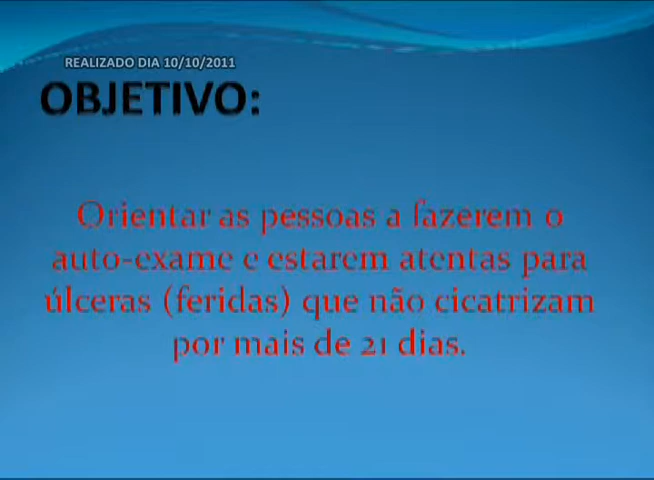 REALIZADO DIA 10/10/2011
OBJETIVO:
Orientar as pessoas a fazerem o
auto-exame e estarem atentas para
úlceras (feridas) que não cicatrizam
por mais de 21 dias.